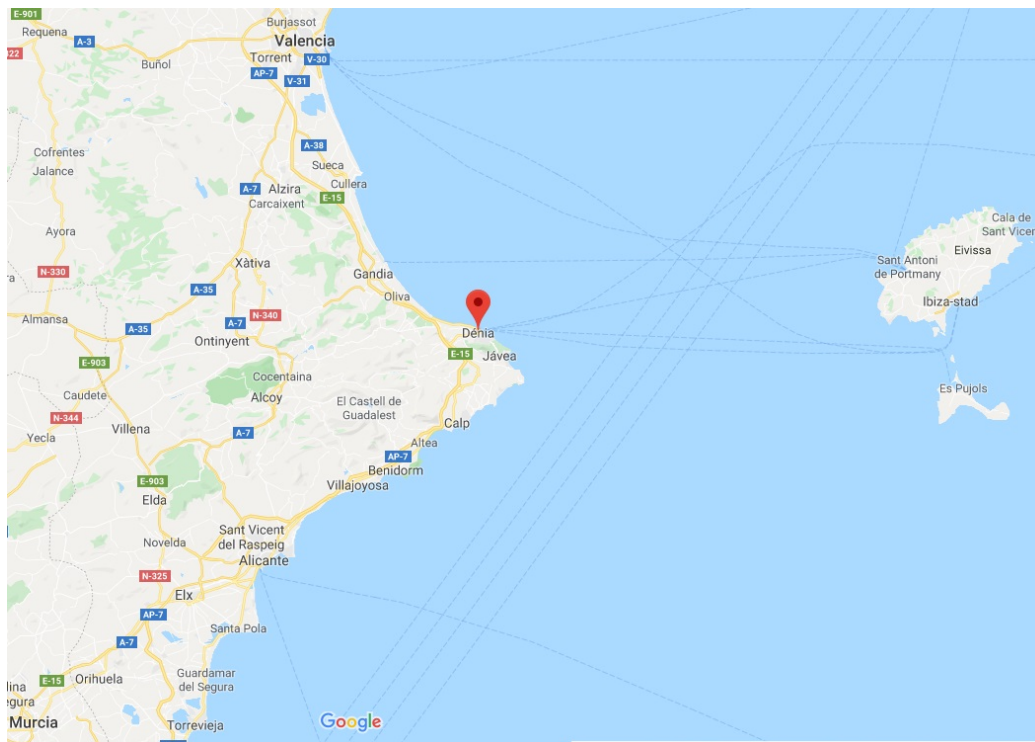 E-901
Requena
A-3
Buñol
Burjassot
Valencia
Torrent
V-30
AP-7
V-31
A-38
Sueca
Cullera
E-15
Cofrentes
Jalance
A-7
Alzira
Carcaixent
Ayora
N-330
Xàtiva
Gandia
Oliva
A-35
Almansa
A-35
A-7
N-340
Ontinyent
Dénia
E-15
Jávea
Cala de
Sant Vicent
Eivissa
Sant Antoni
de Portmany
Ibiza-stad
Es Pujols
E-903
Caudete
Cocentaina
Alcoy
El Castell de
Guadalest
Calp
N-344
Yecla
Villena
A-7
Altea
AP-7
Benidorm
Villajoyosa
E-903
Elda
Sant Vicent
del Raspeig
Alicante
Novelda
N-325
Elx
AP-7
A-7
Santa Pola
E-15
Orihuela
Guardamar
del Segura
Murcia
Torrevieja
Google